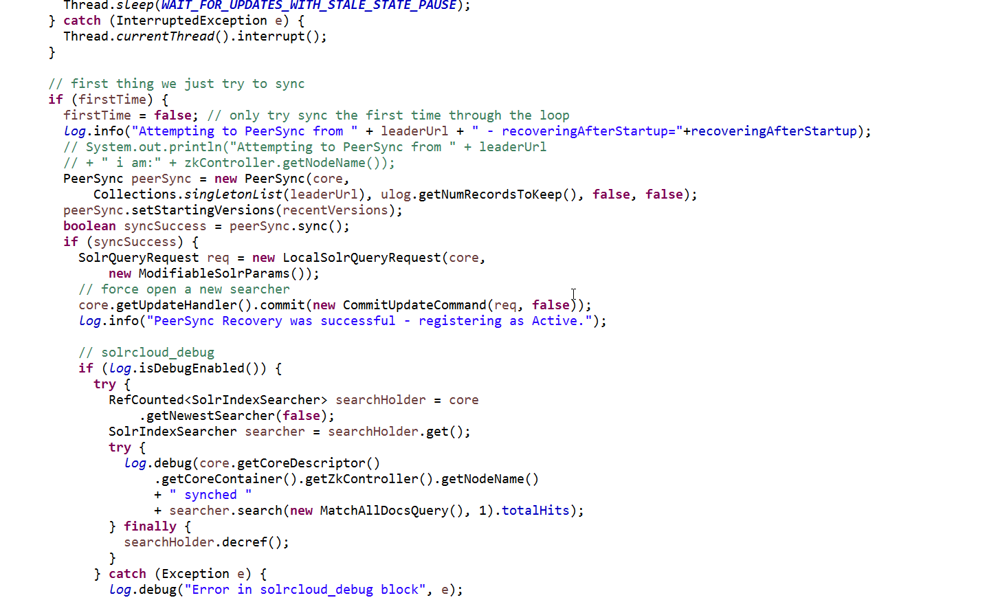 Thread.sleep(WAIT_FOR_UPDATES_WITH_STALE_STATE_PAUSE);
} catch (InterruptedException e) {
Thread.currentThread().interrupt();
}
// first thing we just try to sync
if (firstTime) {
firstTime = false; // only try sync the first time through the loop
log.info("Attempting to PeerSync from " + leaderUrl + " - recoveringAfterStartup="+recoveringAfterStartup);
// System.out.println("Attempting to PeerSync from " + leaderUrl
// + " i am:" + zkController.getNodeName());
PeerSync peerSync = new PeerSync(core,
Collections.singletonList(leaderUrl), ulog.getNumRecordsToKeep(), false, false);
peerSync.setStartingVersions(recentVersions);
boolean syncSuccess = peerSync.sync();
if (syncSuccess) {
SolrQueryRequest req = new LocalSolrQueryRequest(core,
new ModifiableSolrParams());
// force open a new searcher
core.getUpdateHandler().commit(new CommitUpdateCommand(req, false));
log.info("PeerSync Recovery was successful - registering as Active.");
// solrcloud_debug
if (log.isDebugEnabled()) {
try {
RefCounted<SolrIndexSearcher> searchHolder = core
.getNewestSearcher(false);
SolrIndexSearcher searcher = searchHolder.get();
try {
log.debug(core.getCoreDescriptor()
.getCoreContainer().getZkController().getNodeName()
+ " synched "
+ searcher.search(new MatchAllDocsQuery(), 1).totalHits);
} finally {
searchHolder.decref();
}
} catch (Exception e) {
log.debug("Error in solrcloud_debug block", e);